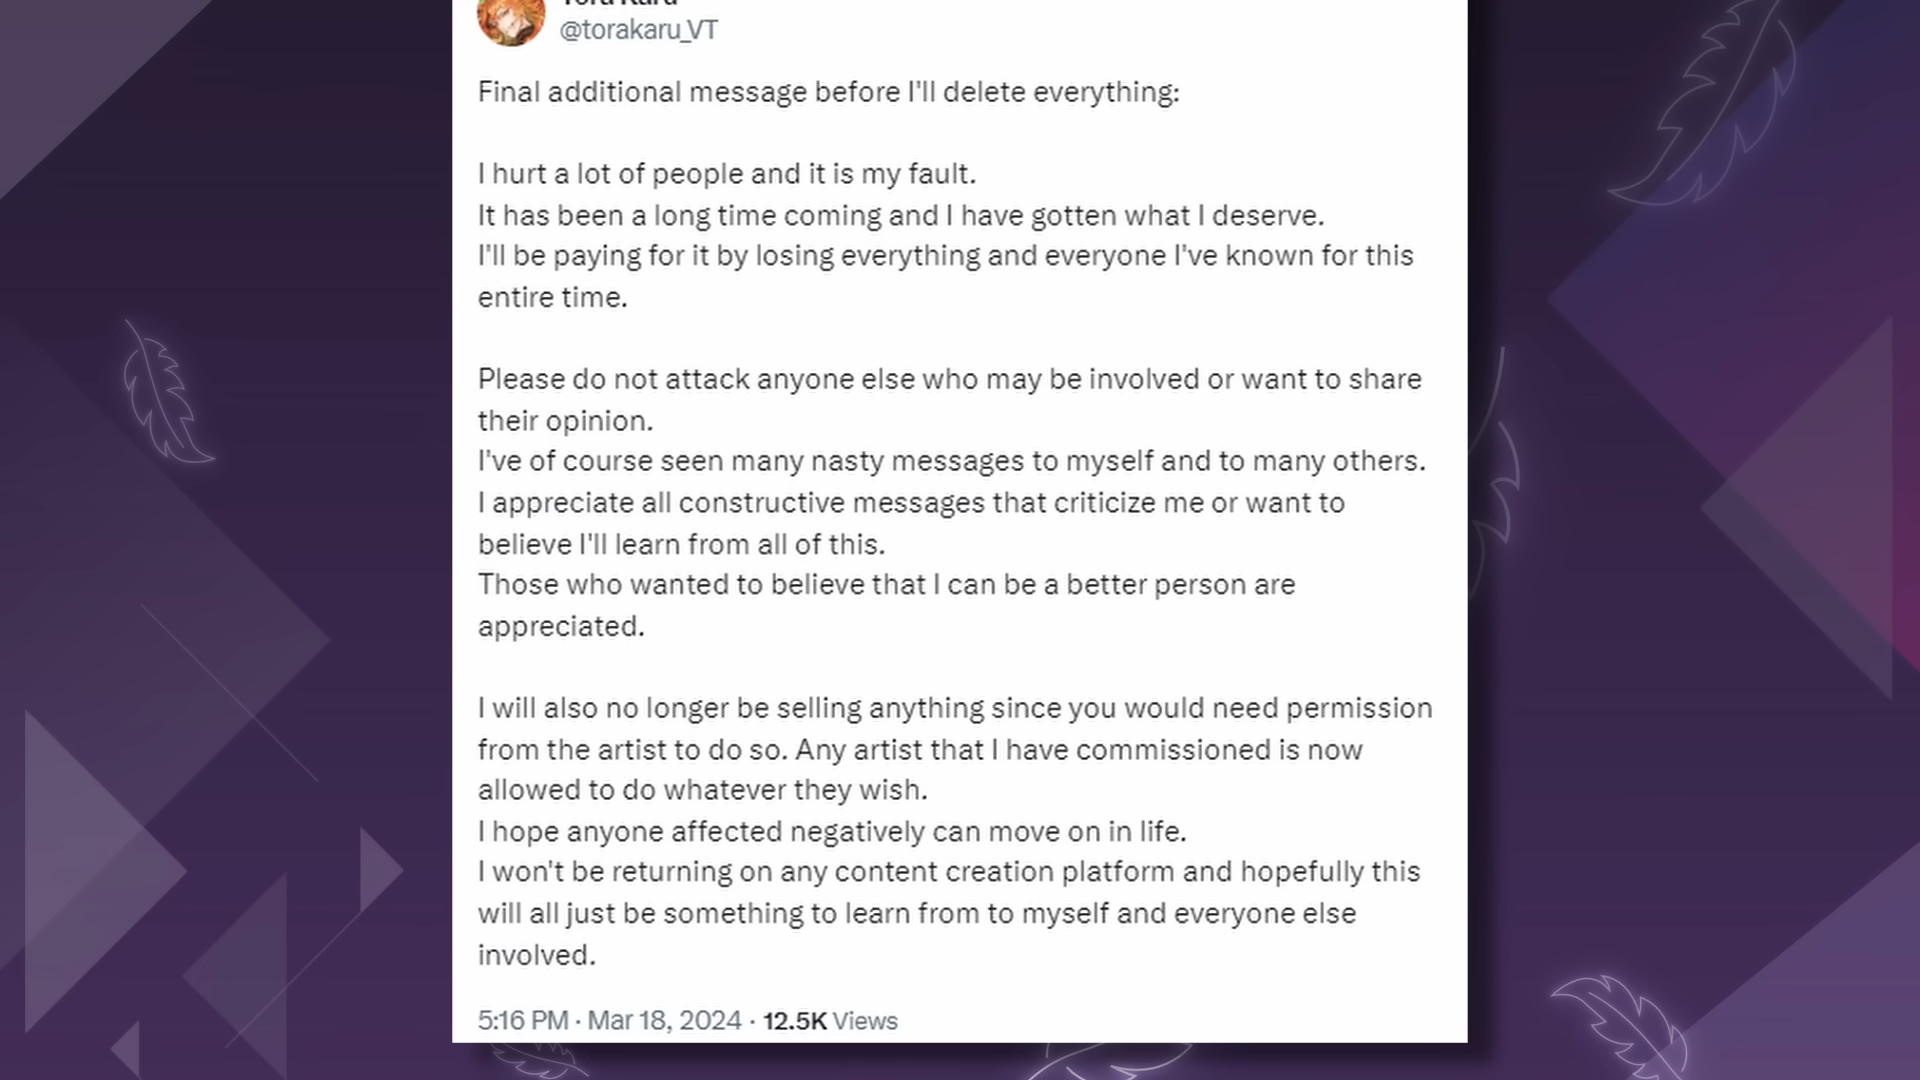 @torakaru_VT
Final additional message before I'll delete everything:
I hurt a lot of people and it is my fault.
It has been a long time coming and I have gotten what I deserve.
I'll be paying for it by losing everything and everyone I've known for this
entire time.
Please do not attack anyone else who may be involved or want to share
their opinion.
I've of course seen many nasty messages to myself and to many others.
I appreciate all constructive messages that criticize me or want to
believe I'll learn from all of this.
Those who wanted to believe that I can be a better person are
appreciated.
I will also no longer be selling anything since you would need permission
from the artist to do so. Any artist that I have commissioned is now
allowed to do whatever they wish.
I hope anyone affected negatively can move on in life.
I won't be returning on any content creation platform and hopefully this
will all just be something to learn from to myself and everyone else
involved.
5:16 PM · Mar 18, 2024 · 12.5K Views